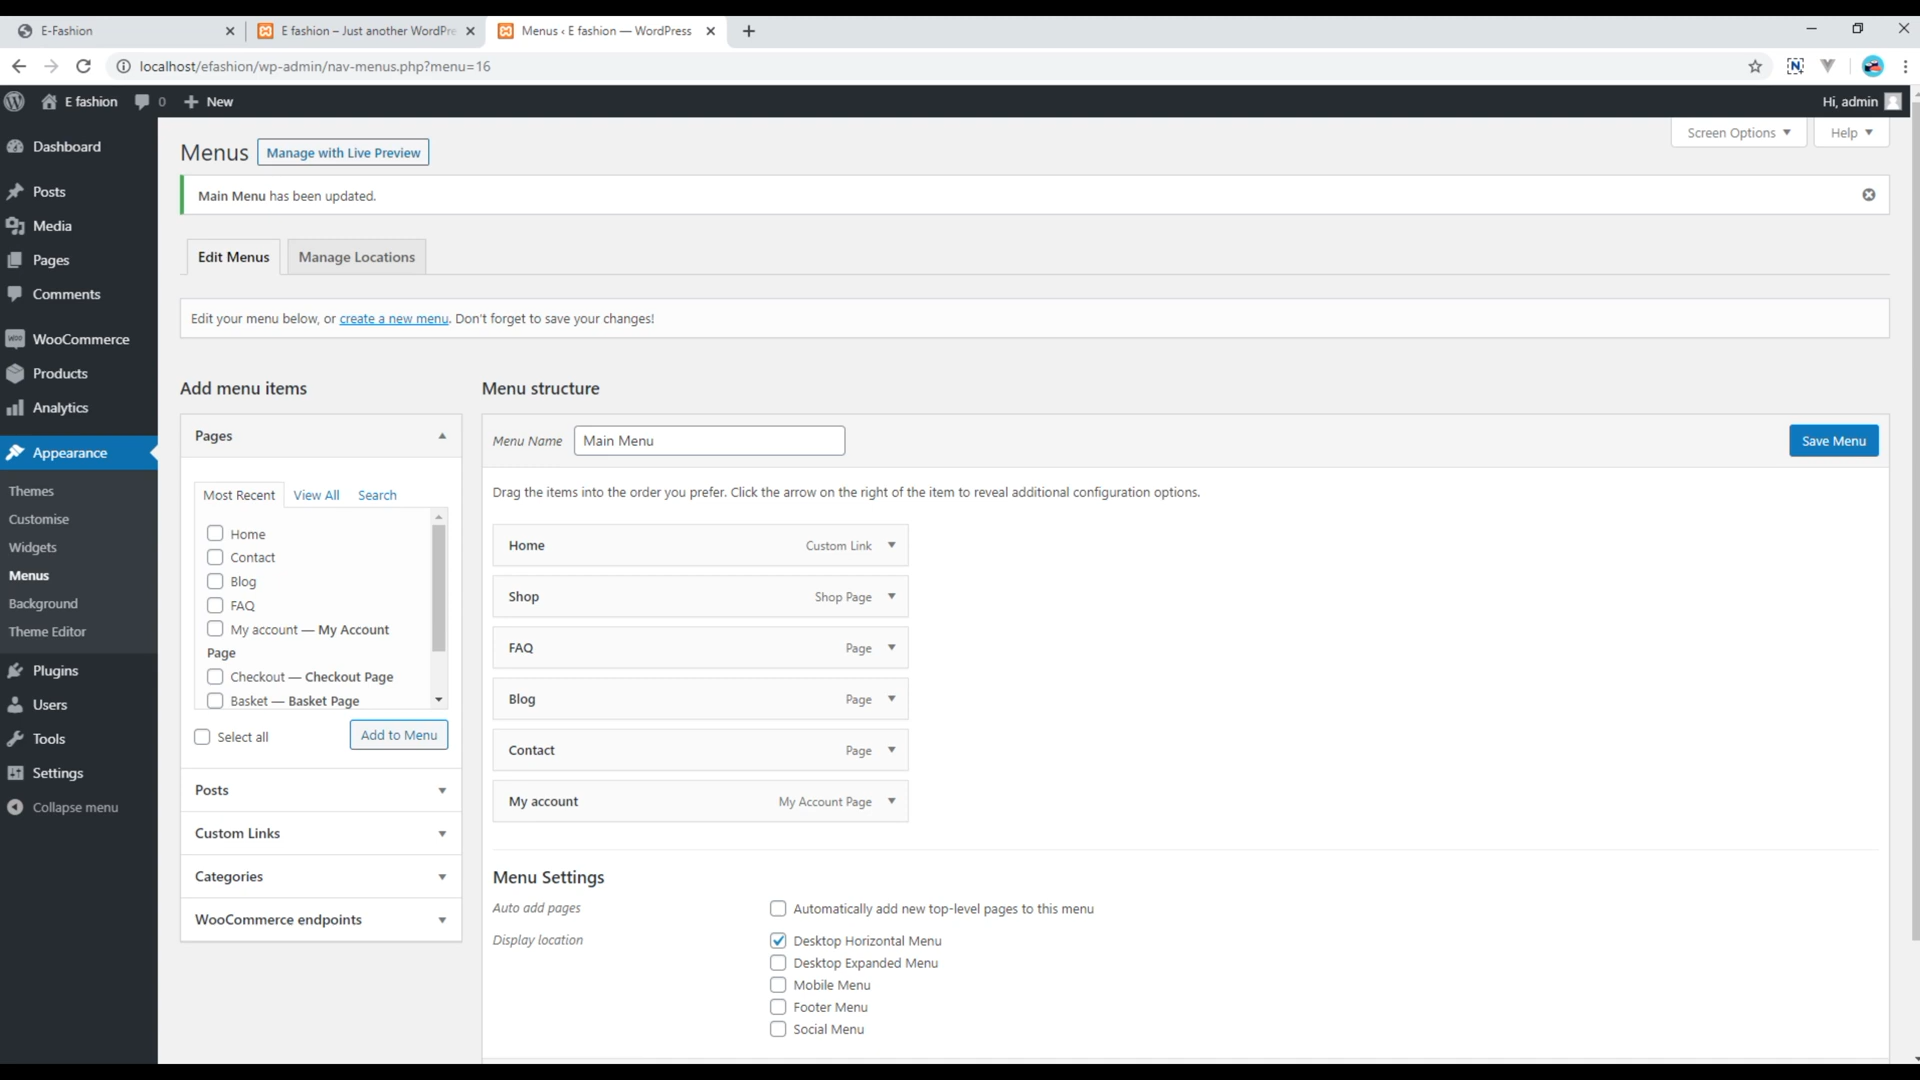 E-Fashion
E fashion – Just another WordPre
Menus ‹ E fashion — WordPress
localhost/efashion/wp-admin/nav-menus.php?menu=16
E fashion
0
New
Hi, admin
Screen Options
Help
Dashboard
Posts
Media
Pages
Comments
WooCommerce
Products
Analytics
Appearance
Themes
Customise
Widgets
Menus
Background
Theme Editor
Plugins
Users
Tools
Settings
Collapse menu
Menus
Manage with Live Preview
Main Menu has been updated.
Edit Menus
Manage Locations
Edit your menu below, or create a new menu. Don't forget to save your changes!
Add menu items
Pages
Most Recent
View All
Search
Home
Contact
Blog
FAQ
My account — My Account
Page
Checkout — Checkout Page
Basket — Basket Page
Select all
Add to Menu
Posts
Custom Links
Categories
WooCommerce endpoints
Menu structure
Menu Name
Main Menu
Save Menu
Drag the items into the order you prefer. Click the arrow on the right of the item to reveal additional configuration options.
Home Custom Link
Shop Shop Page
FAQ Page
Blog Page
Contact Page
My account My Account Page
Menu Settings
Auto add pages
Automatically add new top-level pages to this menu
Display location
Desktop Horizontal Menu
Desktop Expanded Menu
Mobile Menu
Footer Menu
Social Menu